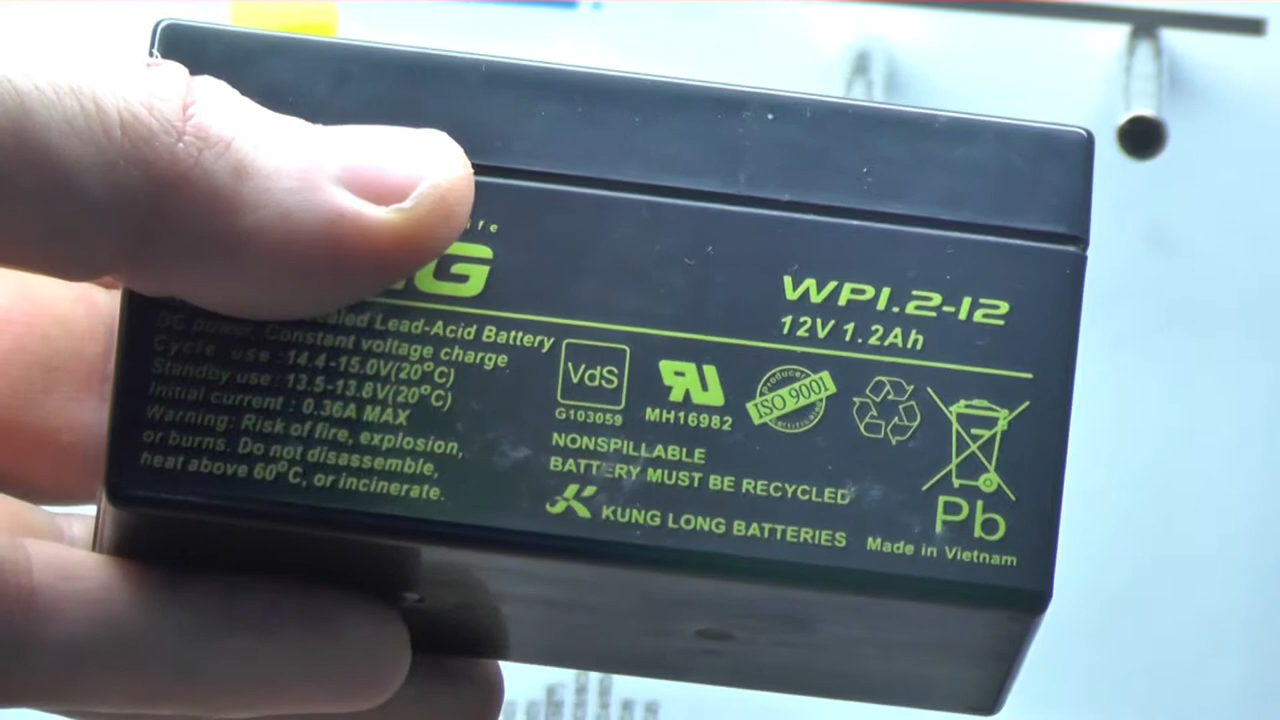 ife
G
WP1.2-12
12V 1.2Ah
Lead-Acid Battery
DC power. Constant voltage charge
Cycle use : 14.4-15.0V(20°C)
Standby use : 13.5-13.8V(20°C)
Initial current : 0.36A MAX
Warning: Risk of fire, explosion,
or burns. Do not disassemble,
heat above 60°C, or incinerate.
VdS
G103059
MH16982
Producer
ISO 9001
Certificated
NONSPILLABLE
BATTERY MUST BE RECYCLED
KUNG LONG BATTERIES
Pb
Made in Vietnam